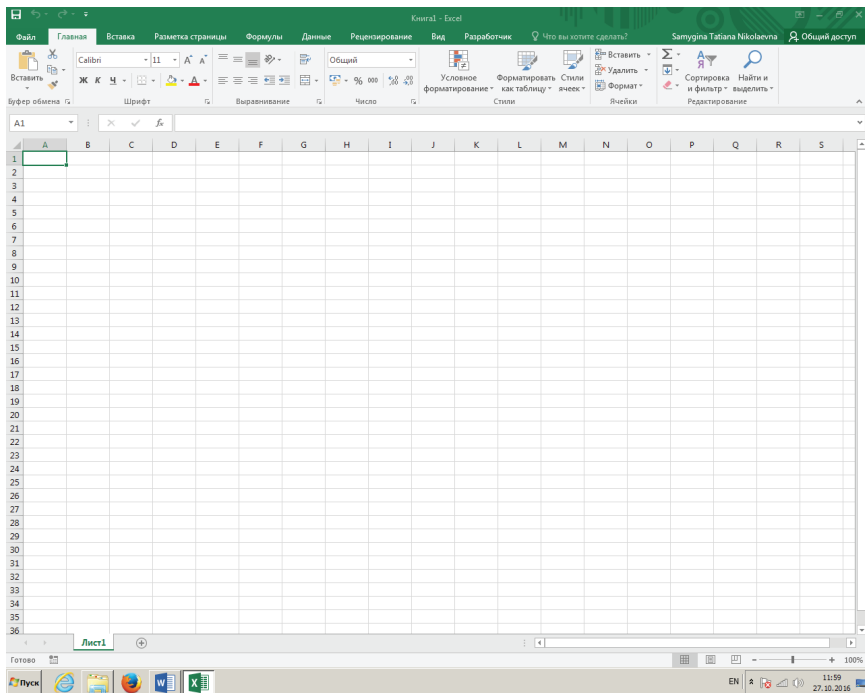 Книга1 - Excel
Файл Главная Вставка Разметка страницы Формулы Данные Рецензирование Вид Разработчик Что вы хотите сделать? Samygina Tatiana Nikolaevna Общий доступ
Вставить
Буфер обмена
Calibri 11
Ж К Ч
Шрифт
Выравнивание
Общий
% 000
Число
Условное форматирование
Форматировать как таблицу
Стили ячеек
Стили
Вставить
Удалить
Формат
Ячейки
Сортировка и фильтр
Найти и выделить
Редактирование
A1 fx
A B C D E F G H I J K L M N O P Q R S
1
2
3
4
5
6
7
8
9
10
11
12
13
14
15
16
17
18
19
20
21
22
23
24
25
26
27
28
29
30
31
32
33
34
35
36
Лист1
Готово 100%
Пуск EN 11:59
27.10.2016